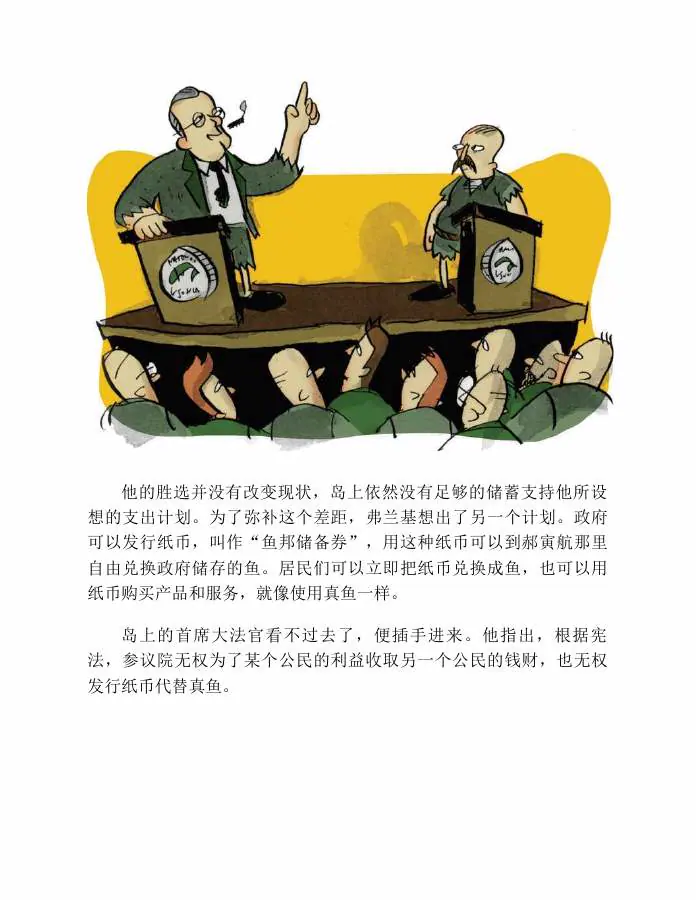 他的胜选并没有改变现状，岛上依然没有足够的储蓄支持他所设
想的支出计划。为了弥补这个差距，弗兰基想出了另一个计划。政府
可以发行纸币，叫作“鱼邦储备券”，用这种纸币可以到郝寅航那里
自由兑换政府储存的鱼。居民们可以立即把纸币兑换成鱼，也可以用
纸币购买产品和服务，就像使用真鱼一样。
岛上的首席大法官看不过去了，便插手进来。他指出，根据宪
法，参议院无权为了某个公民的利益收取另一个公民的钱财，也无权
发行纸币代替真鱼。